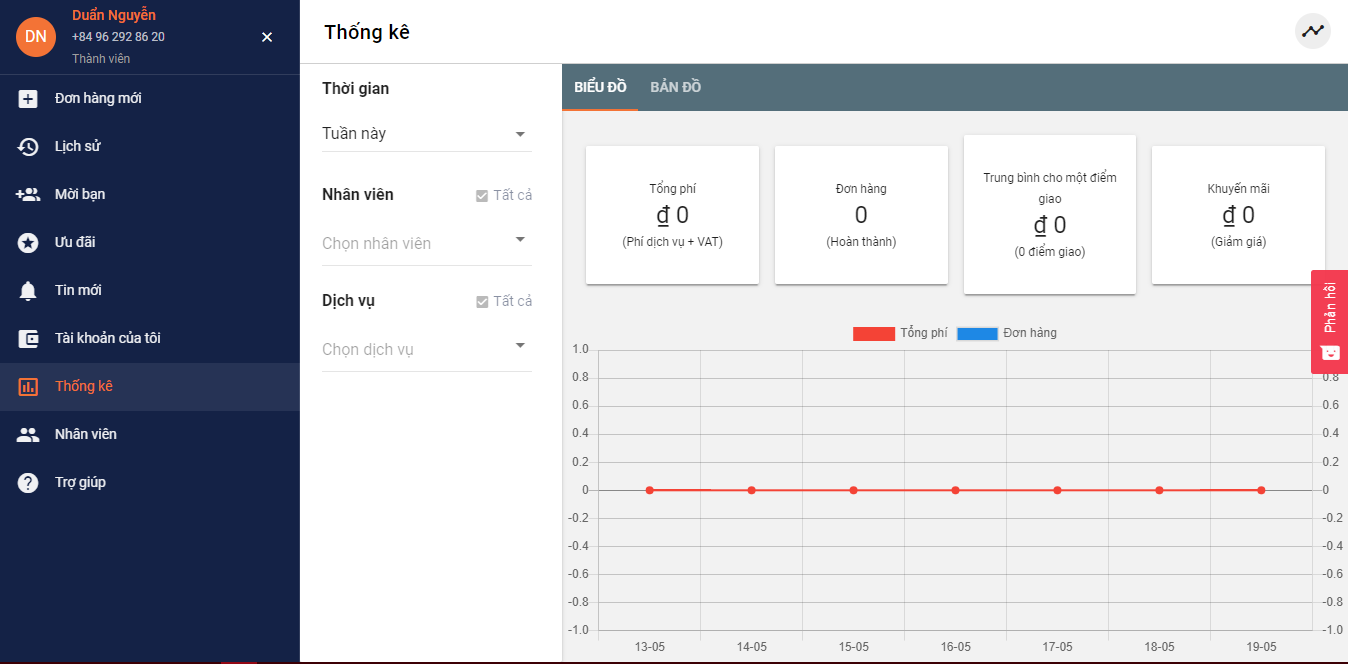 DN
Duẩn Nguyễn
+84 96 292 86 20
Thành viên
Đơn hàng mới
Lịch sử
Mời bạn
Ưu đãi
Tin mới
Tài khoản của tôi
Thống kê
Nhân viên
Trợ giúp
Thống kê
Thời gian
Tuần này
Nhân viên
Tất cả
Chọn nhân viên
Dịch vụ
Tất cả
Chọn dịch vụ
BIỂU ĐỒ
BẢN ĐỒ
Tổng phí
₫ 0
(Phí dịch vụ + VAT)
Đơn hàng
0
(Hoàn thành)
Trung bình cho một điểm
giao
₫ 0
(0 điểm giao)
Khuyến mãi
₫ 0
(Giảm giá)
Phản hồi
Tổng phí
Đơn hàng
1.0
0.8
0.6
0.4
0.2
0
-0.2
-0.4
-0.6
-0.8
-1.0
0.8
0.6
0.4
0.2
0
-0.2
-0.4
-0.6
-0.8
-1.0
13-05
14-05
15-05
16-05
17-05
18-05
19-05